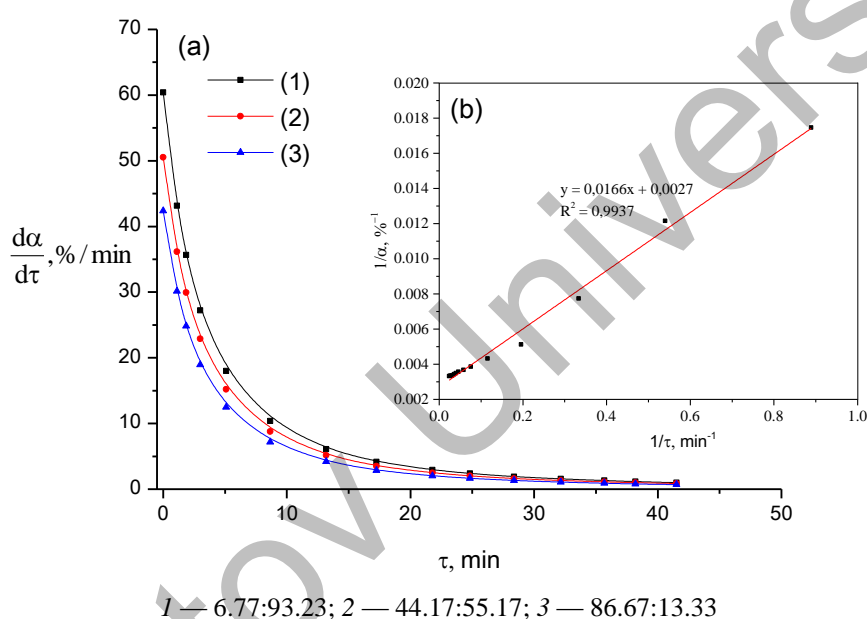 70
60
50
40
30
20
10
0
dα/dτ, %/min
(a)
(1)
(2)
(3)
0 10 20 30 40 50
τ, min
(b)
0.020
0.018
0.016
0.014
0.012
0.010
0.008
0.006
0.004
0.002
1/α, %⁻¹
y = 0,0166x + 0,0027
R² = 0,9937
0.0 0.2 0.4 0.6 0.8 1.0
1/τ, min⁻¹
1 — 6.77:93.23; 2 — 44.17:55.17; 3 — 86.67:13.33
tov Univers